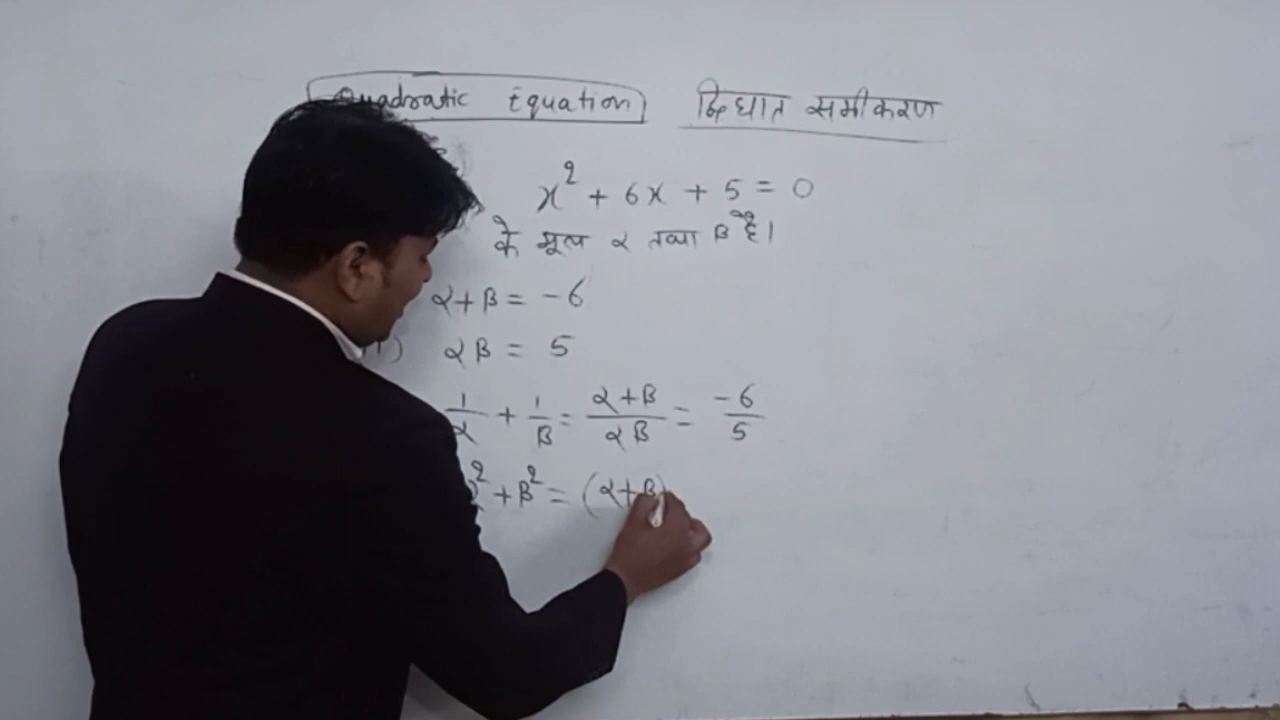 Quadratic Equation द्विघात समीकरण
x² + 6x + 5 = 0
के मूल α तथा β है।
α + β = -6
) αβ = 5
1/α + 1/β = α+β/αβ = -6/5
α² + β² = (α+β)